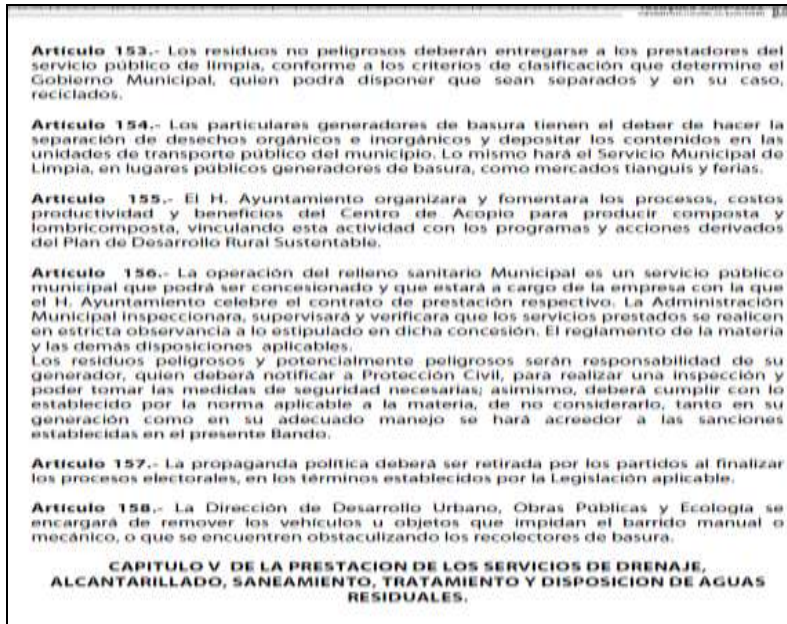 Artículo 153.- Los residuos no peligrosos deberán entregarse a los prestadores del
servicio público de limpia, conforme a los criterios de clasificación que determine el
Gobierno Municipal, quien podrá disponer que sean separados y en su caso,
reciclados.
Artículo 154.- Los particulares generadores de basura tienen el deber de hacer la
separación de desechos orgánicos e inorgánicos y depositar los contenidos en las
unidades de transporte público del municipio. Lo mismo hará el Servicio Municipal de
Limpia, en lugares públicos generadores de basura, como mercados tianguis y ferias.
Artículo 155.- El H. Ayuntamiento organizara y fomentara los procesos, costos
productividad y beneficios del Centro de Acopio para producir composta y
lombricomposta, vinculando esta actividad con los programas y acciones derivados
del Plan de Desarrollo Rural Sustentable.
Artículo 156.- La operación del relleno sanitario Municipal es un servicio público
municipal que podrá ser concesionado y que estará a cargo de la empresa con la que
el H. Ayuntamiento celebre el contrato de prestación respectivo. La Administración
Municipal inspeccionara, supervisará y verificara que los servicios prestados se realicen
en estricta observancia a lo estipulado en dicha concesión. El reglamento de la materia
y las demás disposiciones aplicables.
Los residuos peligrosos y potencialmente peligrosos serán responsabilidad de su
generador, quien deberá notificar a Protección Civil, para realizar una inspección y
poder tomar las medidas de seguridad necesarias; asimismo, deberá cumplir con lo
establecido por la norma aplicable a la materia, de no considerarlo, tanto en su
generación como en su adecuado manejo se hará acreedor a las sanciones
establecidas en el presente Bando.
Artículo 157.- La propaganda política deberá ser retirada por los partidos al finalizar
los procesos electorales, en los términos establecidos por la Legislación aplicable.
Artículo 158.- La Dirección de Desarrollo Urbano, Obras Públicas y Ecología se
encargará de remover los vehículos u objetos que impidan el barrido manual o
mecánico, o que se encuentren obstaculizando los recolectores de basura.
CAPITULO V DE LA PRESTACION DE LOS SERVICIOS DE DRENAJE,
ALCANTARILLADO, SANEAMIENTO, TRATAMIENTO Y DISPOSICION DE AGUAS
RESIDUALES.